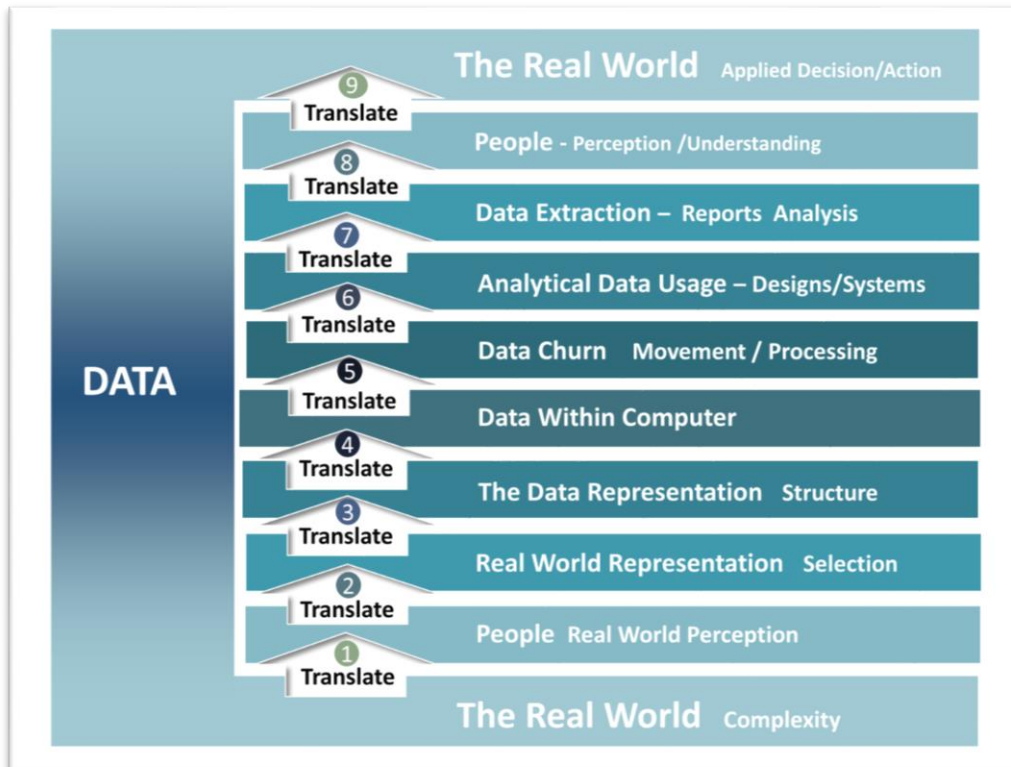 The Real World Applied Decision/Action
9
Translate
People - Perception /Understanding
8
Translate
Data Extraction – Reports Analysis
7
Translate
Analytical Data Usage – Designs/Systems
6
Translate
Data Churn Movement / Processing
DATA
5
Translate
Data Within Computer
4
Translate
The Data Representation Structure
3
Translate
Real World Representation Selection
2
Translate
People Real World Perception
1
Translate
The Real World Complexity